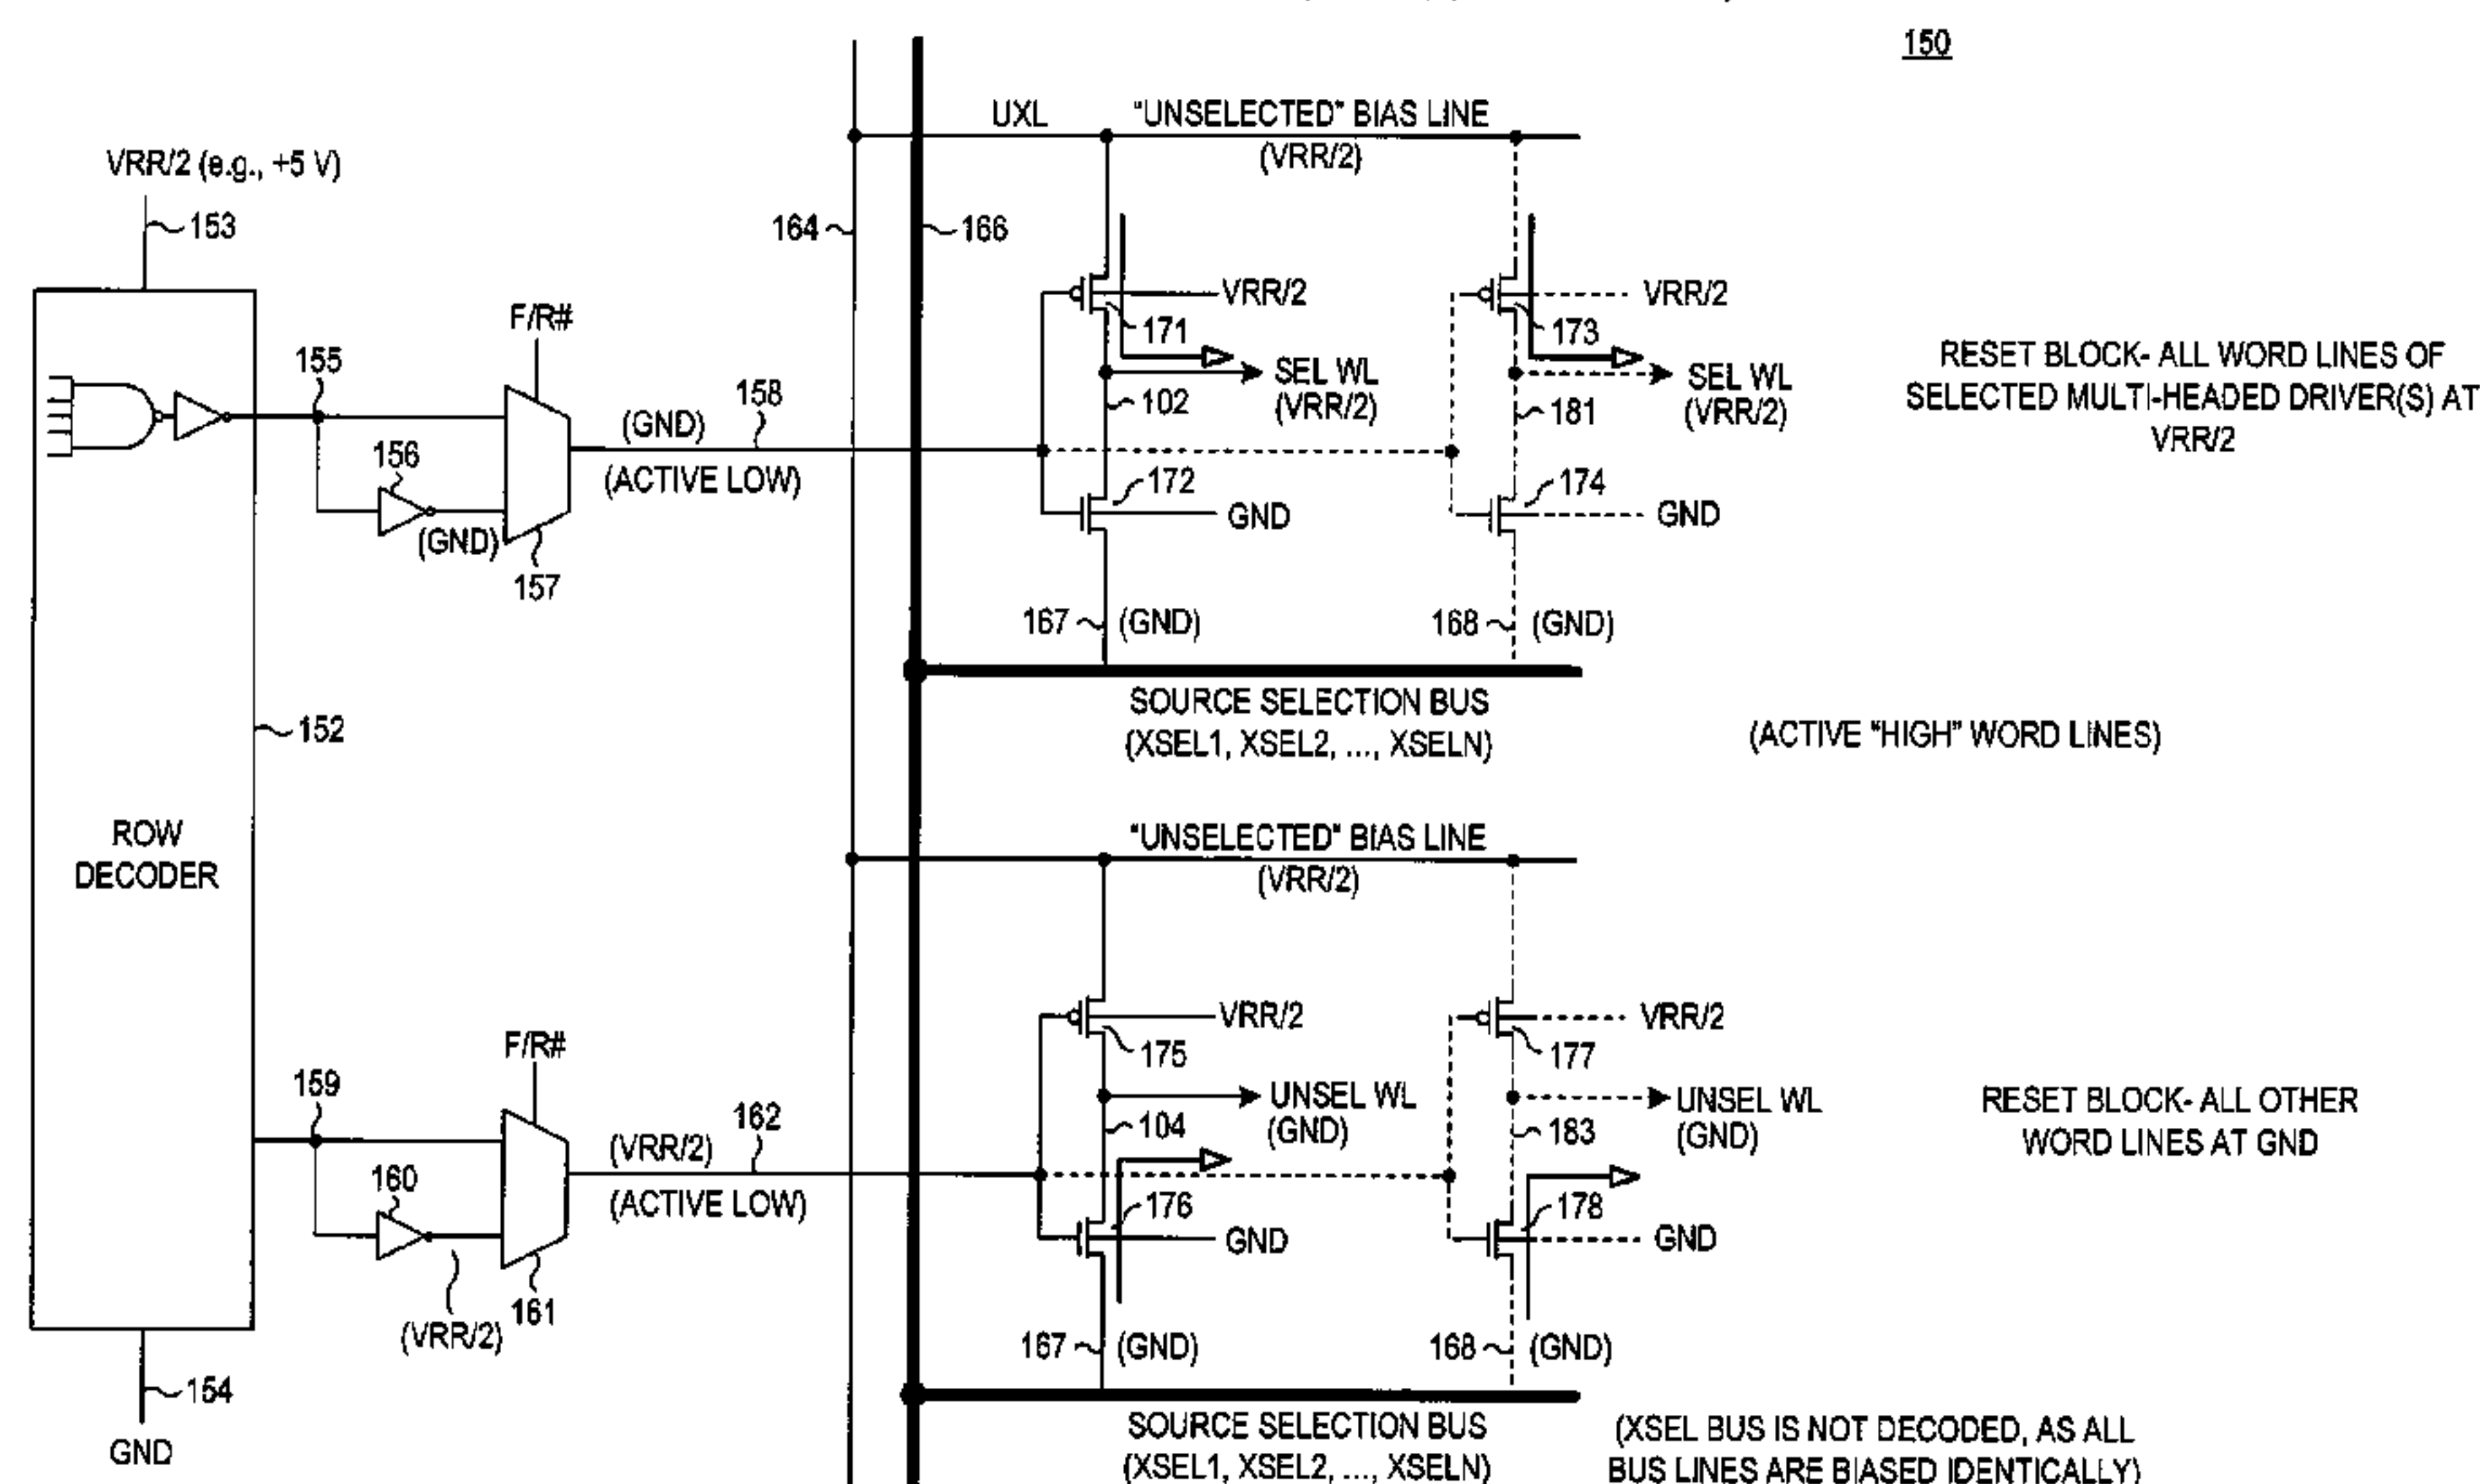 150
UXL
"UNSELECTED" BIAS LINE
(VRR/2)
VRR/2 (e.g., +5 V)
153
164
166
F/R#
VRR/2
171
VRR/2
173
155
SEL WL
(VRR/2)
SEL WL
(VRR/2)
RESET BLOCK- ALL WORD LINES OF
SELECTED MULTI-HEADED DRIVER(S) AT
VRR/2
102
181
(GND)
158
156
(ACTIVE LOW)
172
174
GND
GND
(GND)
157
167
(GND)
168
(GND)
SOURCE SELECTION BUS
(XSEL1, XSEL2, ..., XSELN)
152
(ACTIVE "HIGH" WORD LINES)
ROW
DECODER
"UNSELECTED" BIAS LINE
(VRR/2)
F/R#
VRR/2
175
VRR/2
177
159
UNSEL WL
(GND)
UNSEL WL
(GND)
RESET BLOCK- ALL OTHER
WORD LINES AT GND
104
183
(VRR/2)
162
160
(ACTIVE LOW)
176
178
GND
GND
161
(VRR/2)
167
(GND)
168
(GND)
154
GND
SOURCE SELECTION BUS
(XSEL1, XSEL2, ..., XSELN)
(XSEL BUS IS NOT DECODED, AS ALL
BUS LINES ARE BIASED IDENTICALLY)